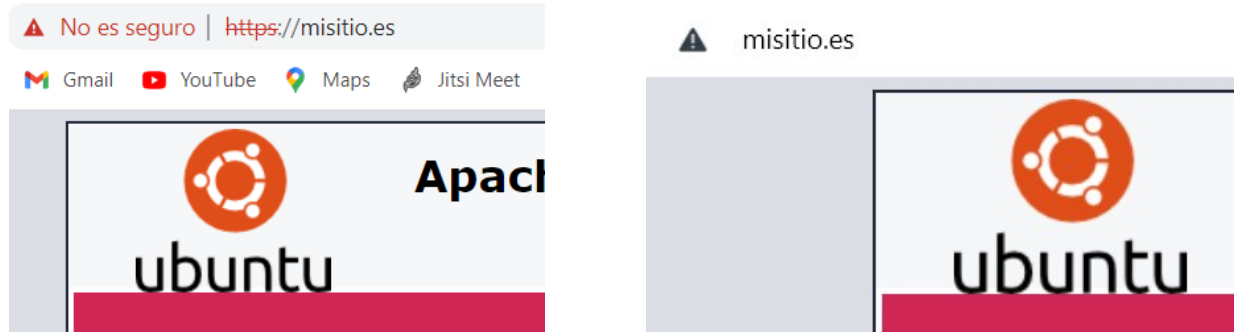 No es seguro | https://misitio.es
Gmail YouTube Maps Jitsi Meet
Apach
ubuntu
misitio.es
ubuntu